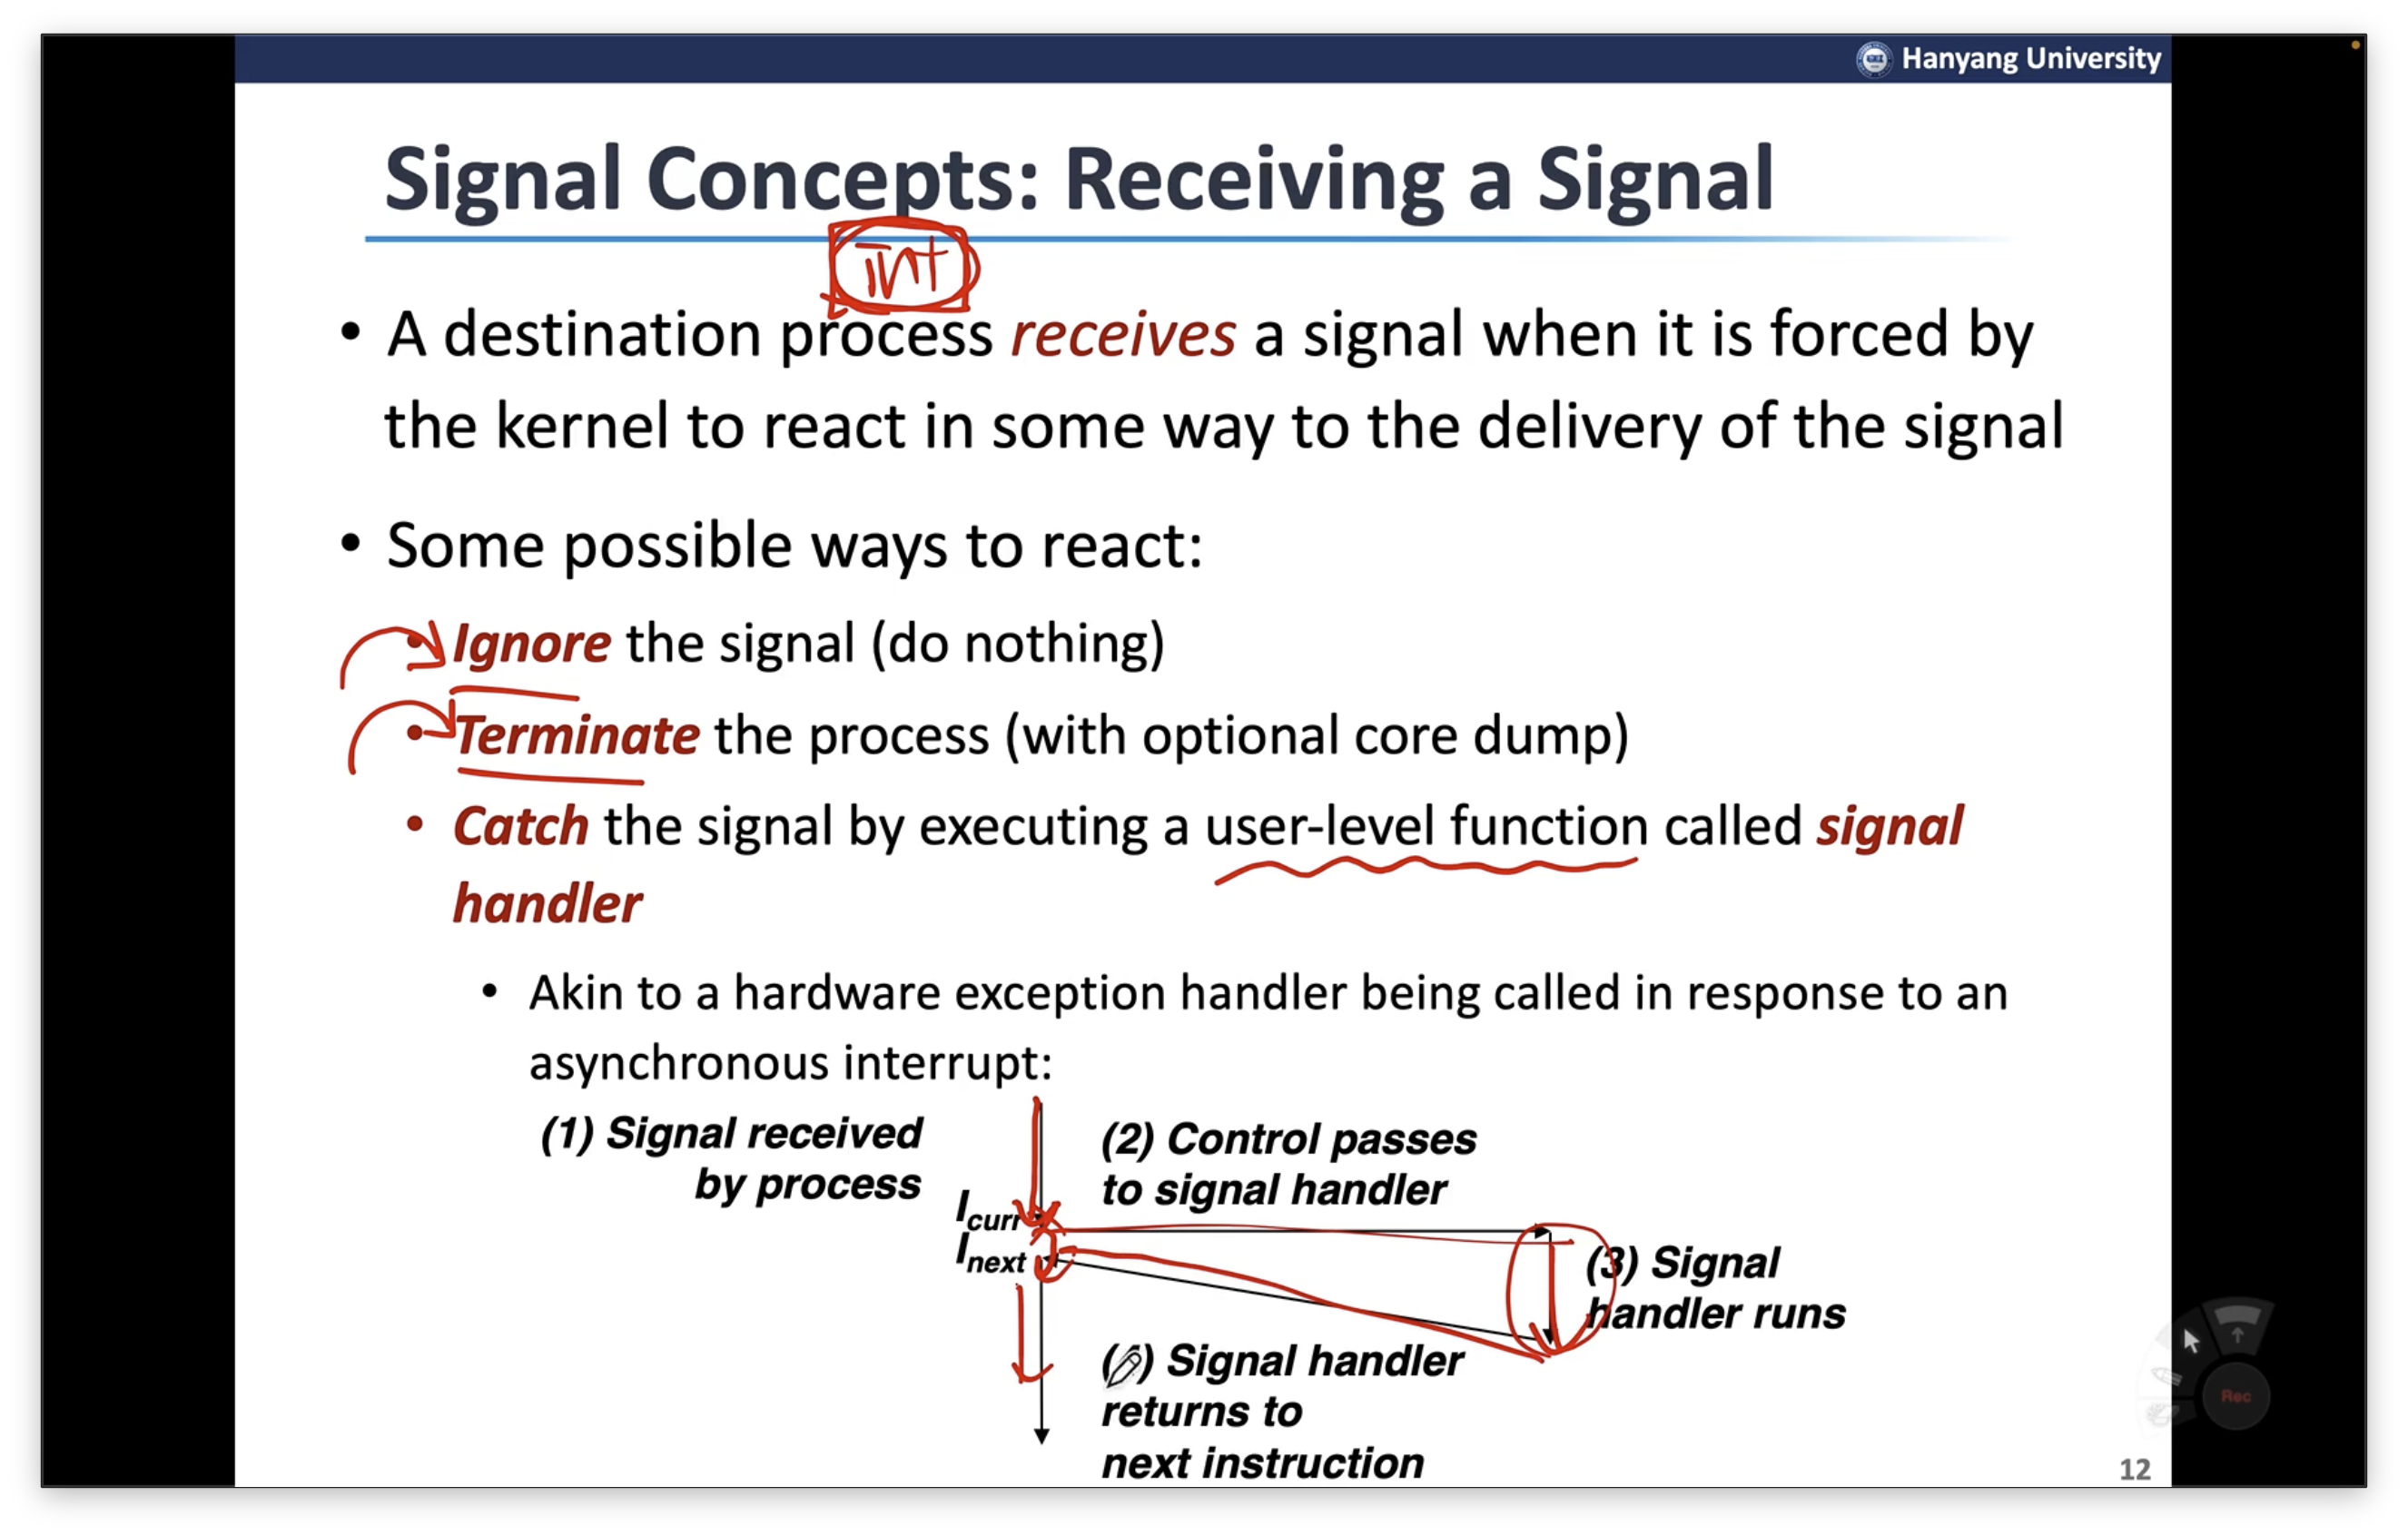 Hanyang University
Signal Concepts: Receiving a Signal
int
• A destination process receives a signal when it is forced by
the kernel to react in some way to the delivery of the signal
• Some possible ways to react:
• Ignore the signal (do nothing)
• Terminate the process (with optional core dump)
• Catch the signal by executing a user-level function called signal
handler
• Akin to a hardware exception handler being called in response to an
asynchronous interrupt:
(1) Signal received
by process
(2) Control passes
to signal handler
Icurr
Inext
(3) Signal
handler runs
( ) Signal handler
returns to
next instruction
Rec
12